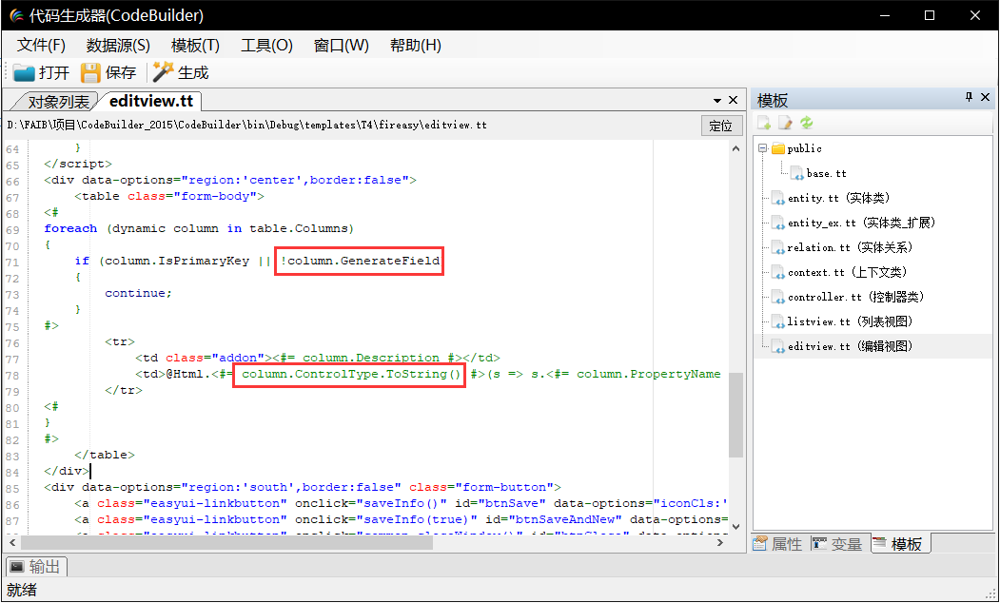 代码生成器(CodeBuilder)
文件(F) 数据源(S) 模板(T) 工具(O) 窗口(W) 帮助(H)
打开 保存 生成
对象列表 editview.tt
D:\FAIB\项目\CodeBuilder_2015\CodeBuilder\bin\Debug\templates\T4\fireasy\editview.tt 定位
64 }
65 </script>
66 <div data-options="region:'center',border:false">
67 <table class="form-body">
68 <#
69 foreach (dynamic column in table.Columns)
70 {
71 if (column.IsPrimaryKey || !column.GenerateField
72 {
73 continue;
74 }
75 #>
76 <tr>
77 <td class="addon"><#= column.Description #></td>
78 <td>@Html.<#= column.ControlType.ToString() #>(s => s.<#= column.PropertyName
79 </tr>
80 <#
81 }
82 #>
83 </table>
84 </div>
85 <div data-options="south',border:false" class="form-button">
86 <a class="easyui-linkbutton" onclick="saveInfo()" id="btnSave" data-options="iconCls:'
87 <a class="easyui-linkbutton" onclick="saveInfo(true)" id="btnSaveAndNew" data-options=
模板
public
base.tt
entity.tt (实体类)
entity_ex.tt (实体类_扩展)
relation.tt (实体关系)
context.tt (上下文类)
controller.tt (控制器类)
listview.tt (列表视图)
editview.tt (编辑视图)
属性 变量 模板
输出
就绪